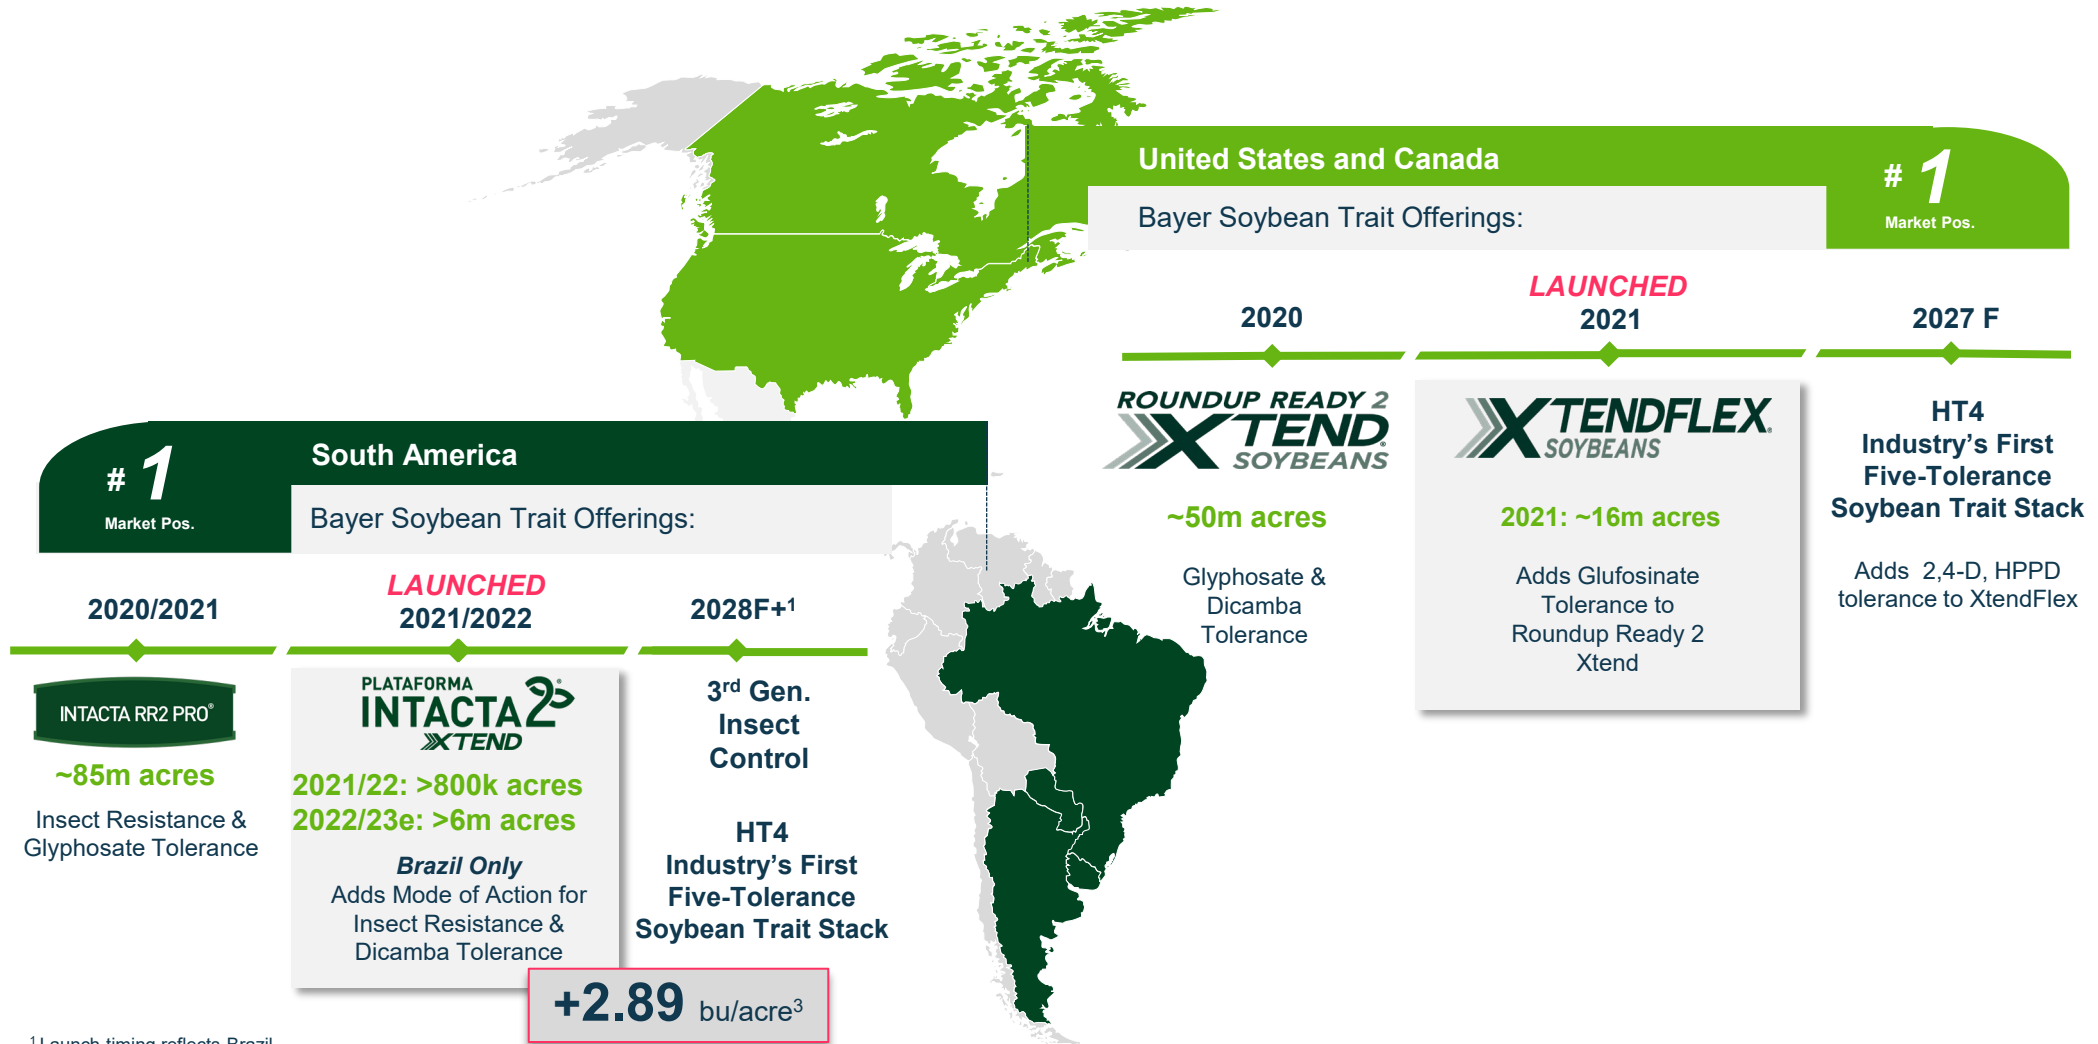 United States and Canada
# 1
Market Pos.
Bayer Soybean Trait Offerings:
2020
LAUNCHED
2021
2027 F
ROUNDUP READY 2
XTEND®
SOYBEANS
~50m acres
Glyphosate &
Dicamba
Tolerance
XTENDFLEX®
SOYBEANS
2021: ~16m acres
Adds Glufosinate
Tolerance to
Roundup Ready 2
Xtend
HT4
Industry’s First
Five-Tolerance
Soybean Trait Stack
Adds 2,4-D, HPPD
tolerance to XtendFlex
# 1
Market Pos.
South America
Bayer Soybean Trait Offerings:
2020/2021
LAUNCHED
2021/2022
2028F+¹
INTACTA RR2 PRO®
~85m acres
Insect Resistance &
Glyphosate Tolerance
PLATAFORMA
INTACTA 2
XTEND
2021/22: >800k acres
2022/23e: >6m acres
Brazil Only
Adds Mode of Action for
Insect Resistance &
Dicamba Tolerance
3rd Gen.
Insect
Control
HT4
Industry’s First
Five-Tolerance
Soybean Trait Stack
+2.89 bu/acre³
¹ Launch timing reflects Brazil